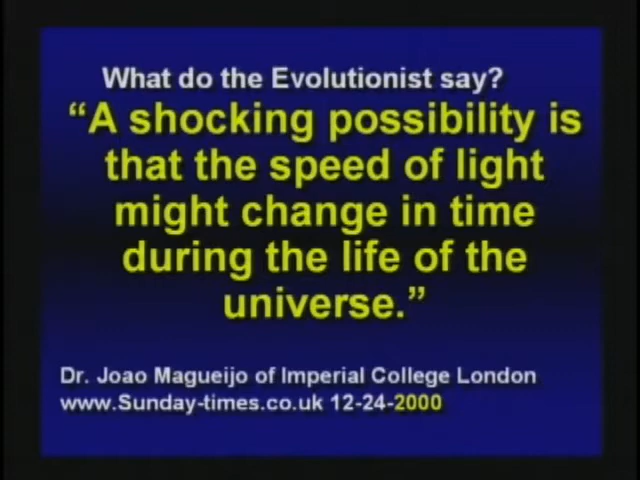 What do the Evolutionist say?
“A shocking possibility is
that the speed of light
might change in time
during the life of the
universe.”
Dr. Joao Magueijo of Imperial College London
www.Sunday-times.co.uk 12-24-2000